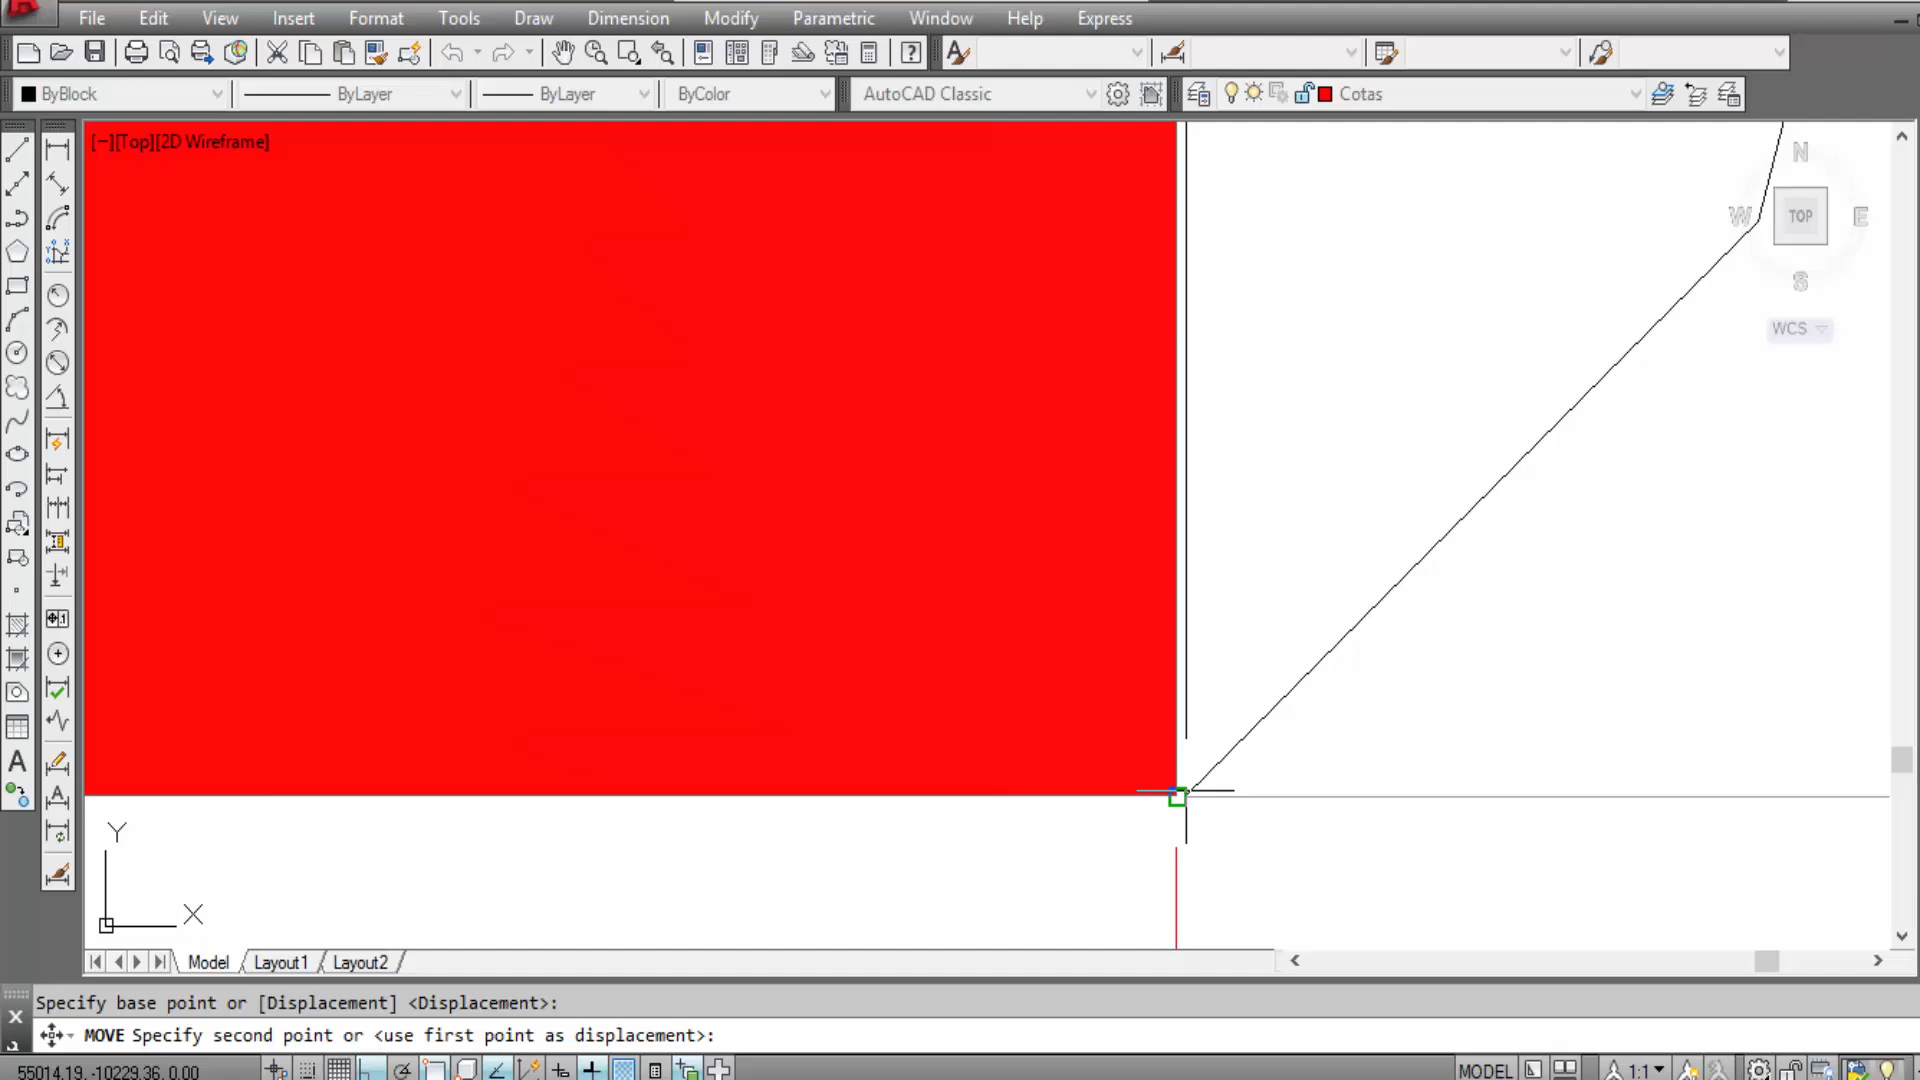 File Edit View Insert Format Tools Draw Dimension Modify Parametric Window Help Express
ByBlock ByLayer ByLayer ByColor AutoCAD Classic Cotas
[−][Top][2D Wireframe]
N
W TOP E
S
WCS
Y
X
Model Layout1 Layout2
Specify base point or [Displacement] <Displacement>:
MOVE Specify second point or <use first point as displacement>:
55014.19, -10229.36, 0.00 MODEL 1:1